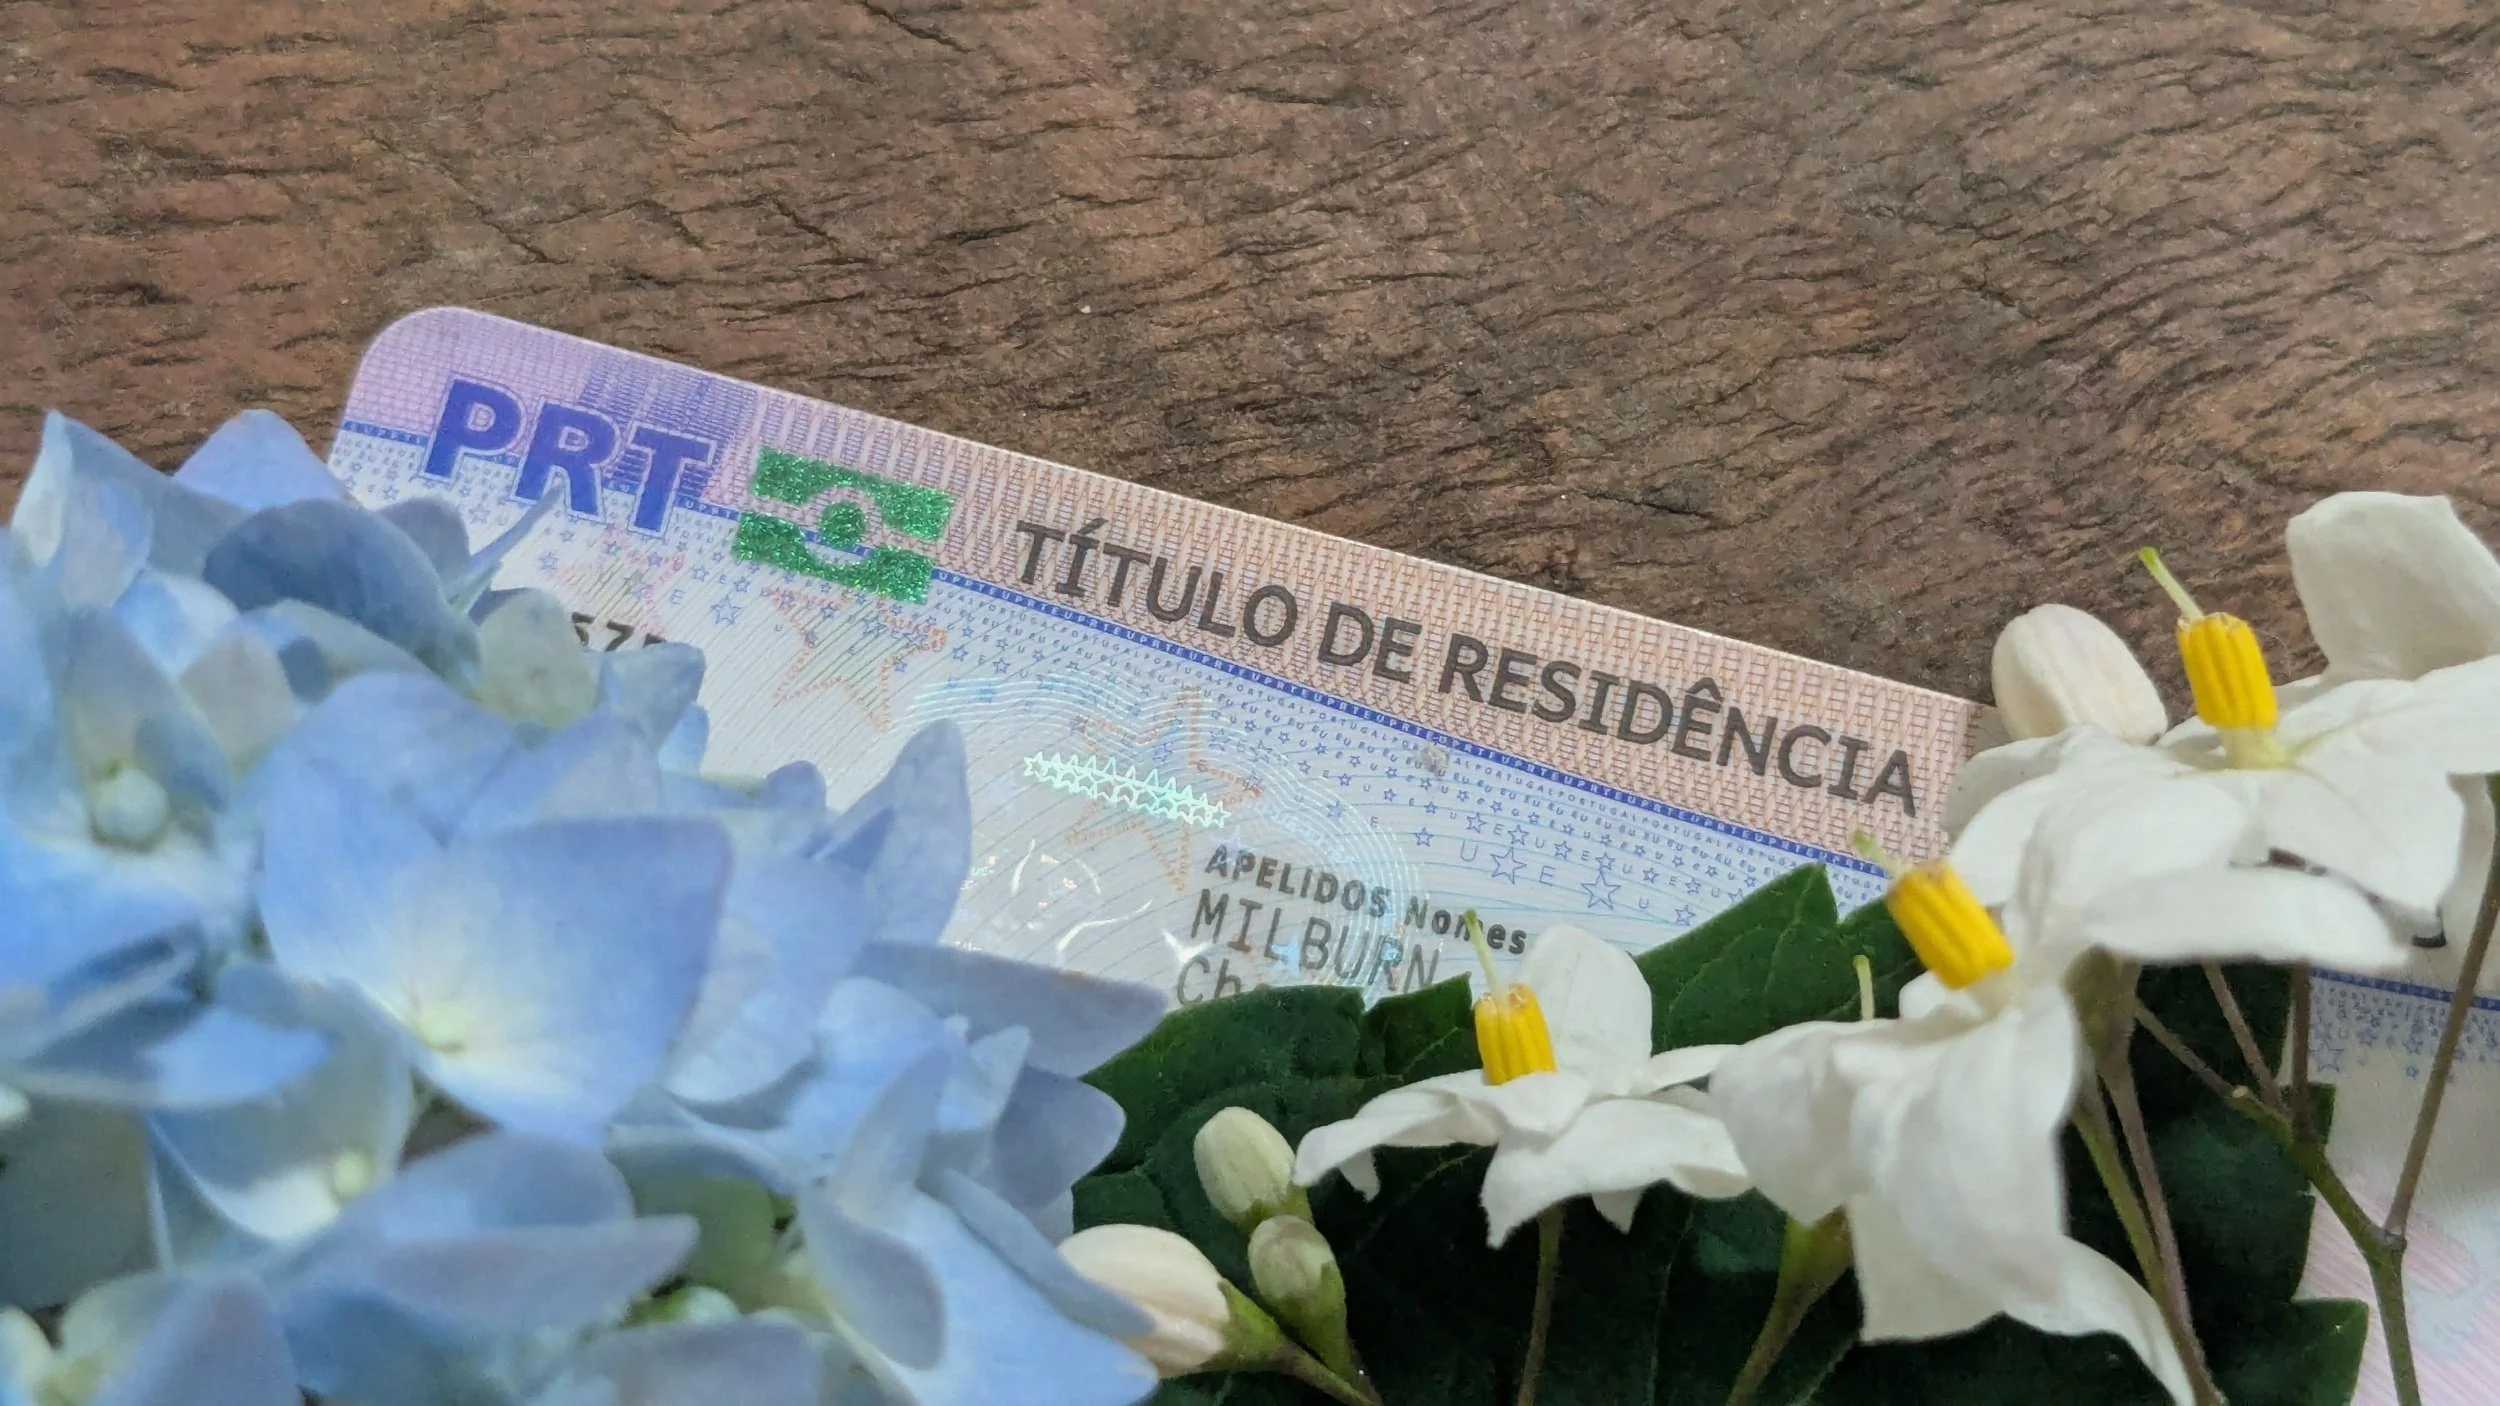 PRT TÍTULO DE RESIDÊNCIA
APELIDOS Nomes
MILBURN